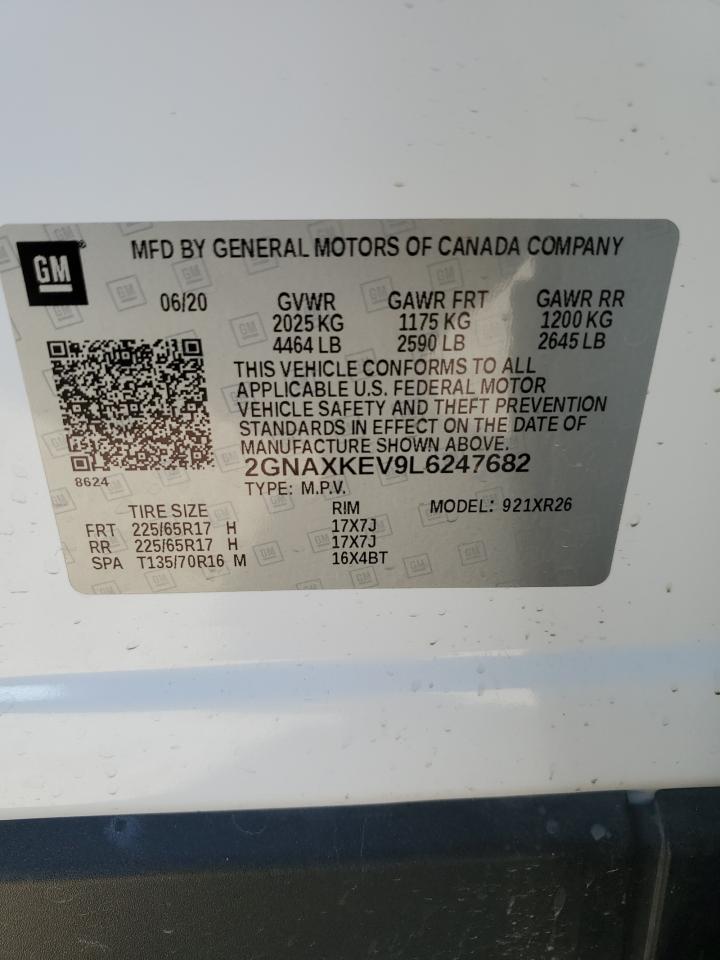 GM
MFD BY GENERAL MOTORS OF CANADA COMPANY
06/20 GVWR GAWR FRT GAWR RR
2025 KG 1175 KG 1200 KG
4464 LB 2590 LB 2645 LB
THIS VEHICLE CONFORMS TO ALL
APPLICABLE U.S. FEDERAL MOTOR
VEHICLE SAFETY AND THEFT PREVENTION
STANDARDS IN EFFECT ON THE DATE OF
MANUFACTURE SHOWN ABOVE.
8624
2GNAXKEV9L6247682
TYPE: M.P.V.
TIRE SIZE RIM MODEL: 921XR26
FRT 225/65R17 H 17X7J
RR 225/65R17 H 17X7J
SPA T135/70R16 M 16X4BT